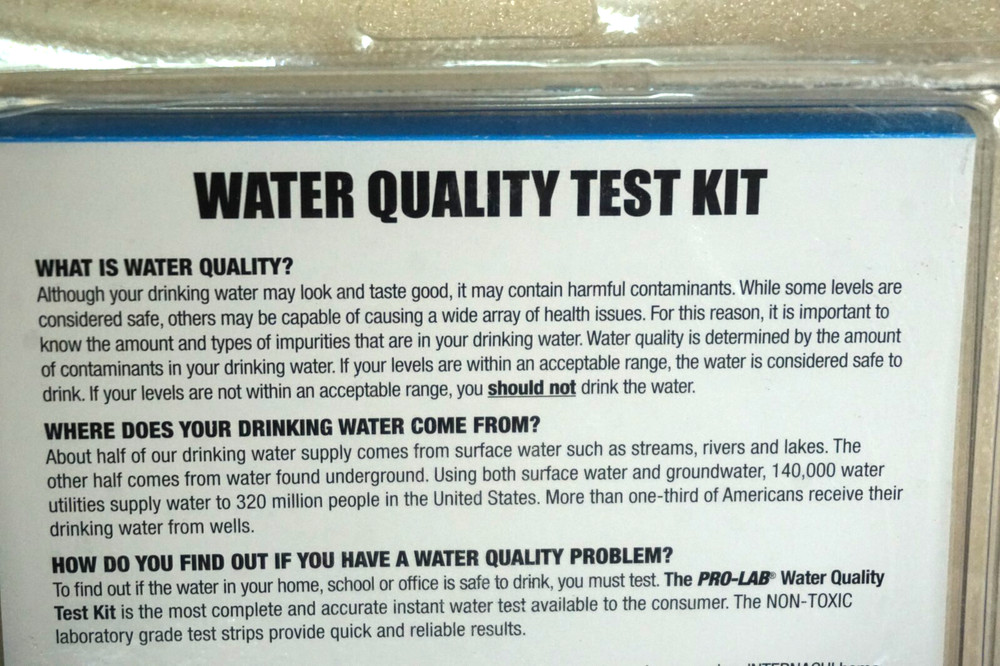 WATER QUALITY TEST KIT
WHAT IS WATER QUALITY?
Although your drinking water may look and taste good, it may contain harmful contaminants. While some levels are
considered safe, others may be capable of causing a wide array of health issues. For this reason, it is important to
know the amount and types of impurities that are in your drinking water. Water quality is determined by the amount
of contaminants in your drinking water. If your levels are within an acceptable range, the water is considered safe to
drink. If your levels are not within an acceptable range, you should not drink the water.
WHERE DOES YOUR DRINKING WATER COME FROM?
About half of our drinking water supply comes from surface water such as streams, rivers and lakes. The
other half comes from water found underground. Using both surface water and groundwater, 140,000 water
utilities supply water to 320 million people in the United States. More than one-third of Americans receive their
drinking water from wells.
HOW DO YOU FIND OUT IF YOU HAVE A WATER QUALITY PROBLEM?
To find out if the water in your home, school or office is safe to drink, you must test. The PRO-LAB® Water Quality
Test Kit is the most complete and accurate instant water test available to the consumer. The NON-TOXIC
laboratory grade test strips provide quick and reliable results.